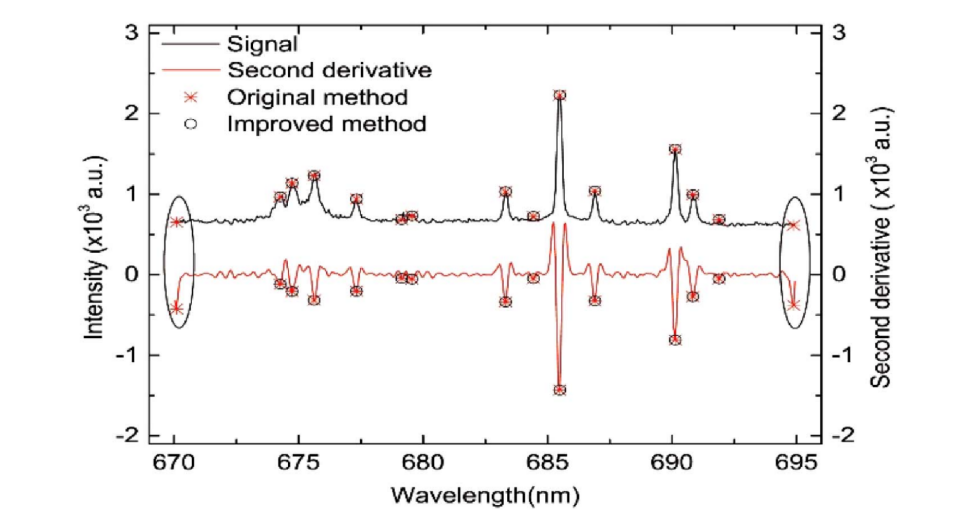 Signal
Second derivative
Original method
Improved method
3
2
1
0
-1
-2
Intensity (x10³ a.u.)
3
2
1
0
-1
-2
Second derivative ( x10³ a.u.)
670 675 680 685 690 695
Wavelength(nm)